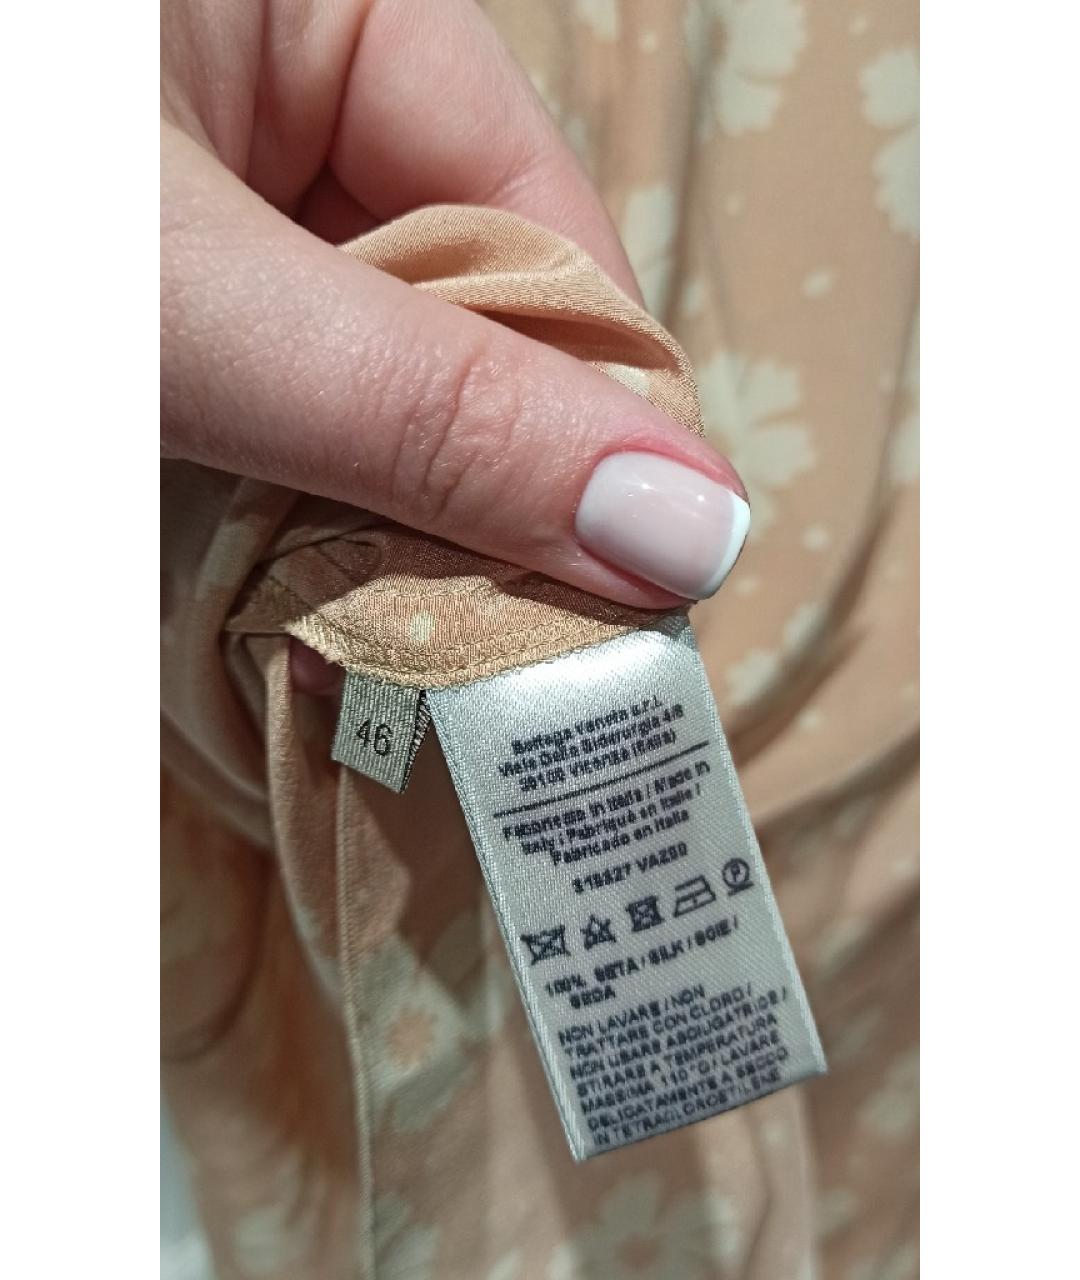 46
Bottega Veneta s.r.l.
Viale Della Siderurgia 4/6
36100 Vicenza (Italia)
Fabbricato in Italia / Made in
Italy / Fabriqué en Italie /
Fabricado en Italia
VAZ00
P
100% SETA / SILK / SOIE /
SEDA
NON LAVARE / NON
TRATTARE CON CLORO /
NON USARE ASCIUGATRICE /
STIRARE A TEMPERATURA
MASSIMA 110°C / LAVARE
DELICATAMENTE A SECCO
IN TETRACLOROETILENE